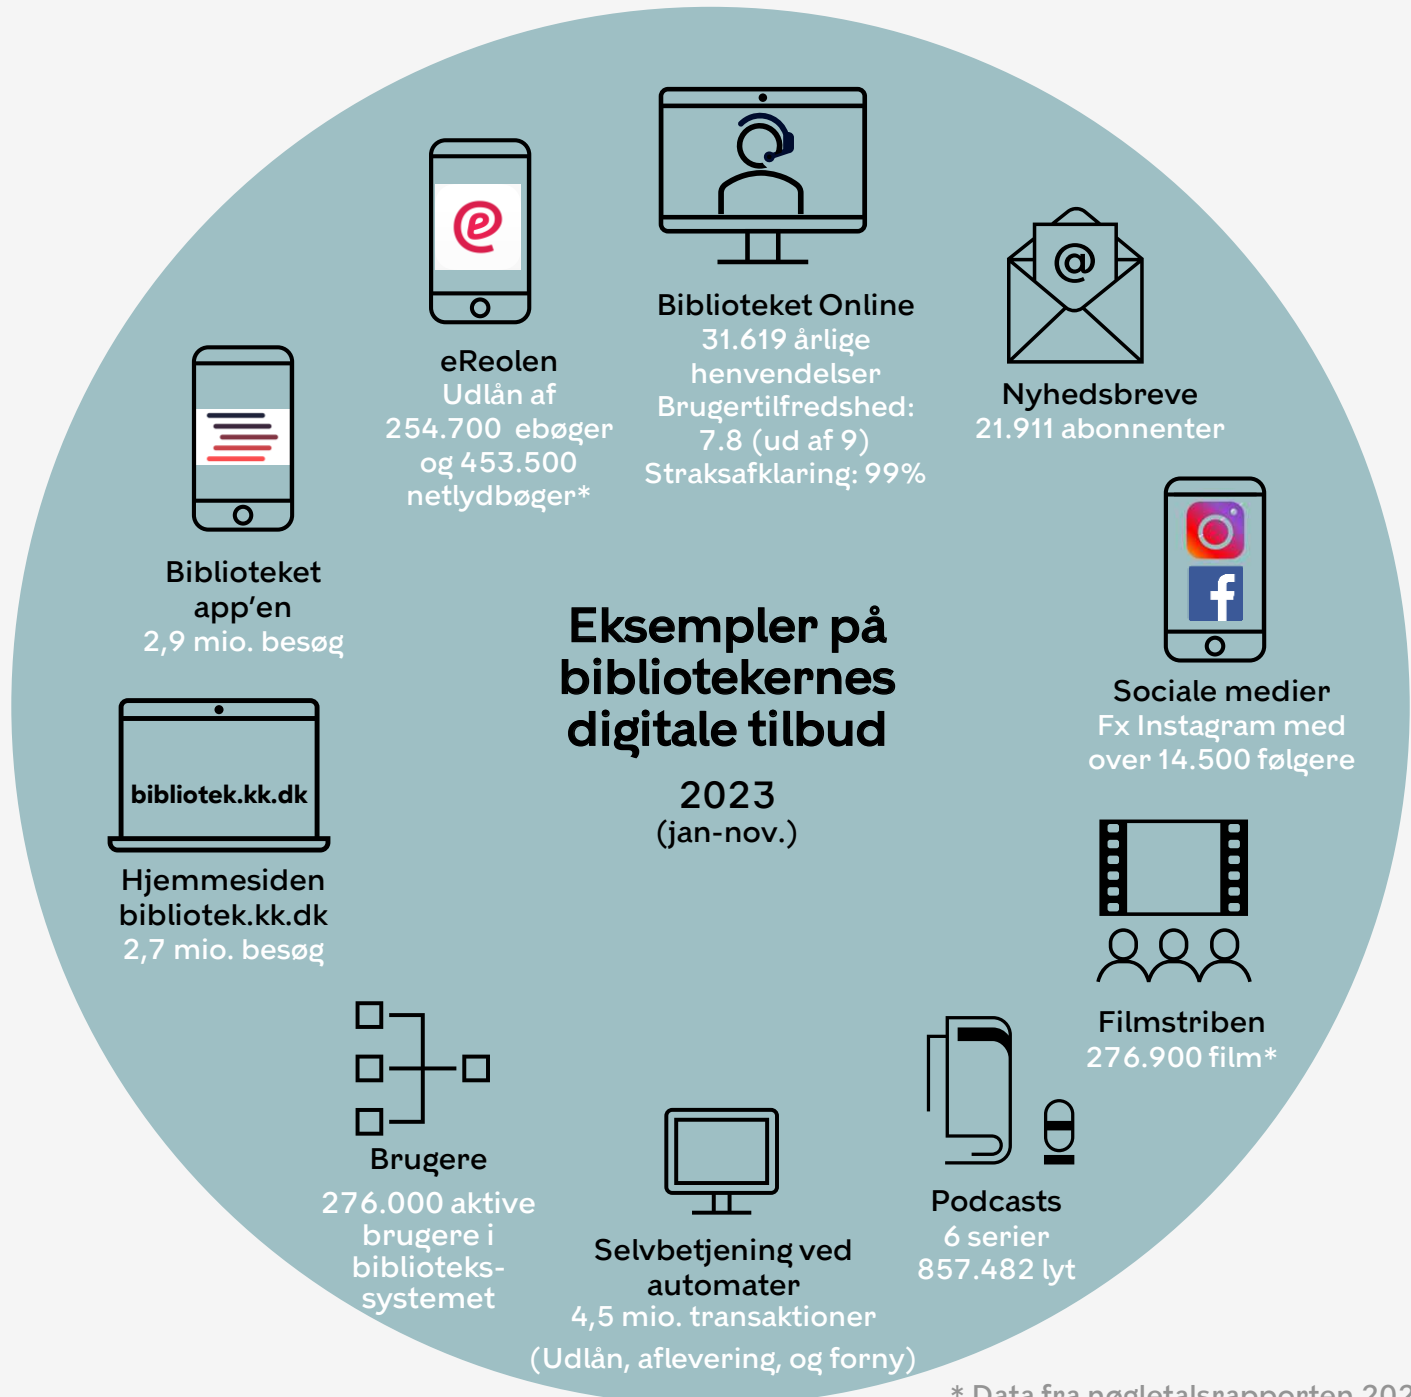 Eksempler på
bibliotekernes
digitale tilbud
2023
(jan-nov.)
Biblioteket Online
31.619 årlige
henvendelser
Brugertilfredshed:
7.8 (ud af 9)
Straksafklaring: 99%
@
Nyhedsbreve
21.911 abonnenter
f
Sociale medier
Fx Instagram med
over 14.500 følgere
Filmstriben
276.900 film*
Podcasts
6 serier
857.482 lyt
Selvbetjening ved
automater
4,5 mio. transaktioner
(Udlån, aflevering, og forny)
Brugere
276.000 aktive
brugere i
biblioteks-
systemet
bibliotek.kk.dk
Hjemmesiden
bibliotek.kk.dk
2,7 mio. besøg
Biblioteket
app'en
2,9 mio. besøg
e
eReolen
Udlån af
254.700 ebøger
og 453.500
netlydbøger*
* Data fra nøgletalsrapporten